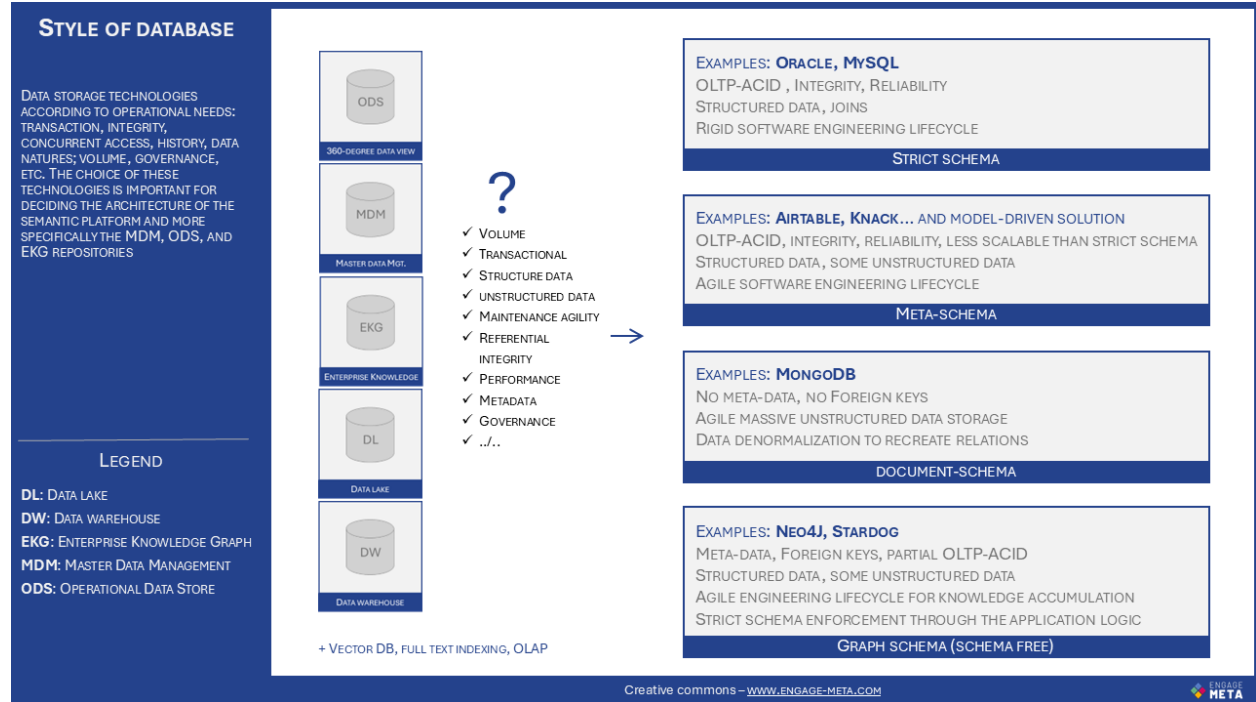 STYLE OF DATABASE
DATA STORAGE TECHNOLOGIES
ACCORDING TO OPERATIONAL NEEDS:
TRANSACTION, INTEGRITY,
CONCURRENT ACCESS, HISTORY, DATA
NATURES; VOLUME, GOVERNANCE,
ETC. THE CHOICE OF THESE
TECHNOLOGIES IS IMPORTANT FOR
DECIDING THE ARCHITECTURE OF THE
SEMANTIC PLATFORM AND MORE
SPECIFICALLY THE MDM, ODS, AND
EKG REPOSITORIES
LEGEND
DL: DATA LAKE
DW: DATA WAREHOUSE
EKG: ENTERPRISE KNOWLEDGE GRAPH
MDM: MASTER DATA MANAGEMENT
ODS: OPERATIONAL DATA STORE
ODS
360-DEGREE DATA VIEW
MDM
MASTER DATA MGT.
EKG
ENTERPRISE KNOWLEDGE
DL
DATA LAKE
DW
DATA WAREHOUSE
+ VECTOR DB, FULL TEXT INDEXING, OLAP
?
✓ VOLUME
✓ TRANSACTIONAL
✓ STRUCTURE DATA
✓ UNSTRUCTURED DATA
✓ MAINTENANCE AGILITY
✓ REFERENTIAL
INTEGRITY
✓ PERFORMANCE
✓ METADATA
✓ GOVERNANCE
✓ ../..
EXAMPLES: ORACLE, MYSQL
OLTP-ACID , INTEGRITY, RELIABILITY
STRUCTURED DATA, JOINS
RIGID SOFTWARE ENGINEERING LIFECYCLE
STRICT SCHEMA
EXAMPLES: AIRTABLE, KNACK... AND MODEL-DRIVEN SOLUTION
OLTP-ACID, INTEGRITY, RELIABILITY, LESS SCALABLE THAN STRICT SCHEMA
STRUCTURED DATA, SOME UNSTRUCTURED DATA
AGILE SOFTWARE ENGINEERING LIFECYCLE
META-SCHEMA
EXAMPLES: MONGODB
NO META-DATA, NO FOREIGN KEYS
AGILE MASSIVE UNSTRUCTURED DATA STORAGE
DATA DENORMALIZATION TO RECREATE RELATIONS
DOCUMENT-SCHEMA
EXAMPLES: NEO4J, STARDOG
META-DATA, FOREIGN KEYS, PARTIAL OLTP-ACID
STRUCTURED DATA, SOME UNSTRUCTURED DATA
AGILE ENGINEERING LIFECYCLE FOR KNOWLEDGE ACCUMULATION
STRICT SCHEMA ENFORCEMENT THROUGH THE APPLICATION LOGIC
GRAPH SCHEMA (SCHEMA FREE)
Creative commons – WWW.ENGAGE-META.COM
ENGAGE
META